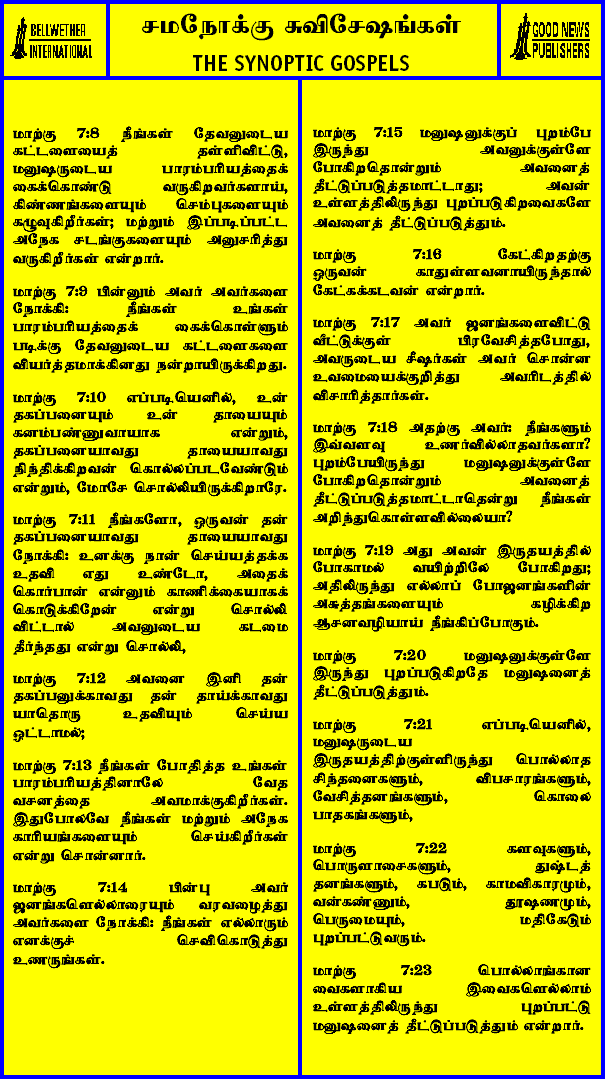 BELLWETHER
INTERNATIONAL
சமநோக்கு சுவிசேஷங்கள்
THE SYNOPTIC GOSPELS
GOOD NEWS
PUBLISHERS
மாற்கு 7:8 நீங்கள் தேவனுடைய
கட்டளையைத் தள்ளிவிட்டு,
மனுஷருடைய பாரம்பரியத்தைக்
கைக்கொண்டு வருகிறவர்களாய்,
கிண்ணங்களையும் செம்புகளையும்
கழுவுகிறீர்கள்; மற்றும் இப்படிப்பட்ட
அநேக சடங்குகளையும் அனுசரித்து
வருகிறீர்கள் என்றார்.
மாற்கு 7:9 பின்னும் அவர் அவர்களை
நோக்கி: நீங்கள் உங்கள்
பாரம்பரியத்தைக் கைக்கொள்ளும்
படிக்கு தேவனுடைய கட்டளைகளை
வியர்த்தமாக்கினது நன்றாயிருக்கிறது.
மாற்கு 7:10 எப்படியெனில், உன்
தகப்பனையும் உன் தாயையும்
கனம்பண்ணுவாயாக என்றும்,
தகப்பனையாவது தாயையாவது
நிந்திக்கிறவன் கொல்லப்படவேண்டும்
என்றும், மோசே சொல்லியிருக்கிறாரே.
மாற்கு 7:11 நீங்களோ, ஒருவன் தன்
தகப்பனையாவது தாயையாவது
நோக்கி: உனக்கு நான் செய்யத்தக்க
உதவி எது உண்டோ, அதைக்
கொர்பான் என்னும் காணிக்கையாகக்
கொடுக்கிறேன் என்று சொல்லி
விட்டால் அவனுடைய கடமை
தீர்ந்தது என்று சொல்லி,
மாற்கு 7:12 அவனை இனி தன்
தகப்பனுக்காவது தன் தாய்க்காவது
யாதொரு உதவியும் செய்ய
ஒட்டாமல்;
மாற்கு 7:13 நீங்கள் போதித்த உங்கள்
பாரம்பரியத்தினாலே வேத
வசனத்தை அவமாக்குகிறீர்கள்.
இதுபோலவே நீங்கள் மற்றும் அநேக
காரியங்களையும் செய்கிறீர்கள்
என்று சொன்னார்.
மாற்கு 7:14 பின்பு அவர்
ஜனங்களெல்லாரையும் வரவழைத்து
அவர்களை நோக்கி: நீங்கள் எல்லாரும்
எனக்குச் செவிகொடுத்து
உணருங்கள்.
மாற்கு 7:15 மனுஷனுக்குப் புறம்பே
இருந்து அவனுக்குள்ளே
போகிறதொன்றும் அவனைத்
தீட்டுப்படுத்தமாட்டாது; அவன்
உள்ளத்திலிருந்து புறப்படுகிறவைகளே
அவனைத் தீட்டுப்படுத்தும்.
மாற்கு 7:16 கேட்கிறதற்கு
ஒருவன் காதுள்ளவனாயிருந்தால்
கேட்கக்கடவன் என்றார்.
மாற்கு 7:17 அவர் ஜனங்களைவிட்டு
வீட்டுக்குள் பிரவேசித்தபோது,
அவருடைய சீஷர்கள் அவர் சொன்ன
உவமையைக்குறித்து அவரிடத்தில்
விசாரித்தார்கள்.
மாற்கு 7:18 அதற்கு அவர்: நீங்களும்
இவ்வளவு உணர்வில்லாதவர்களா?
புறம்பேயிருந்து மனுஷனுக்குள்ளே
போகிறதொன்றும் அவனைத்
தீட்டுப்படுத்தமாட்டாதென்று நீங்கள்
அறிந்துகொள்ளவில்லையா?
மாற்கு 7:19 அது அவன் இருதயத்தில்
போகாமல் வயிற்றிலே போகிறது;
அதிலிருந்து எல்லாப் போஜனங்களின்
அசுத்தங்களையும் கழிக்கிற
ஆசனவழியாய் நீங்கிப்போகும்.
மாற்கு 7:20 மனுஷனுக்குள்ளே
இருந்து புறப்படுகிறதே மனுஷனைத்
தீட்டுப்படுத்தும்.
மாற்கு 7:21 எப்படியெனில்,
மனுஷருடைய
இருதயத்திற்குள்ளிருந்து பொல்லாத
சிந்தனைகளும், விபசாரங்களும்,
வேசித்தனங்களும், கொலை
பாதகங்களும்,
மாற்கு 7:22 களவுகளும்,
பொருளாசைகளும், துஷ்டத்
தனங்களும், கபடும், காமவிகாரமும்,
வன்கண்ணும், தூஷணமும்,
பெருமையும், மதிகேடும்
புறப்பட்டுவரும்.
மாற்கு 7:23 பொல்லாங்கான
வைகளாகிய இவைகளெல்லாம்
உள்ளத்திலிருந்து புறப்பட்டு
மனுஷனைத் தீட்டுப்படுத்தும் என்றார்.